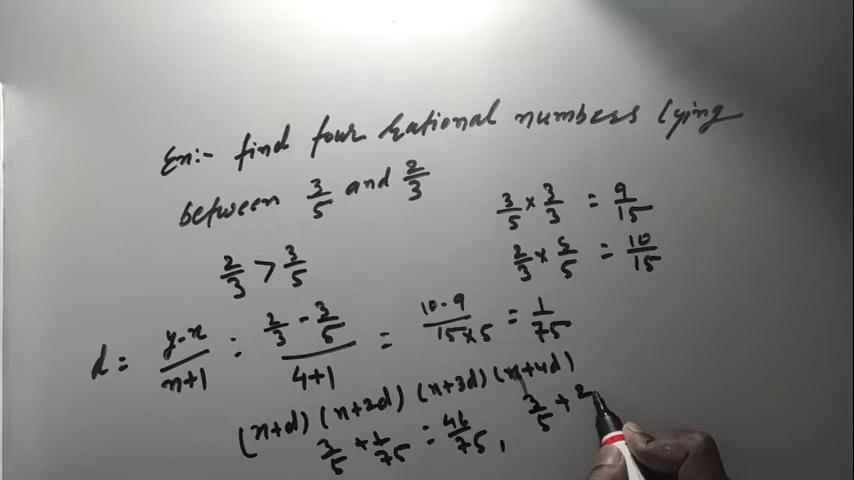 Ex:- find four rational numbers lying
between 3/5 and 2/3
3/5 × 3/3 = 9/15
2/3 > 3/5
2/3 × 5/5 = 10/15
d = y-x/n+1 = 2/3 - 3/5/4+1 = 10-9/15×5 = 1/75
(x+d) (x+2d) (x+3d) (x+4d)
3/5 + 1/75 = 46/75, 3/5 + 2